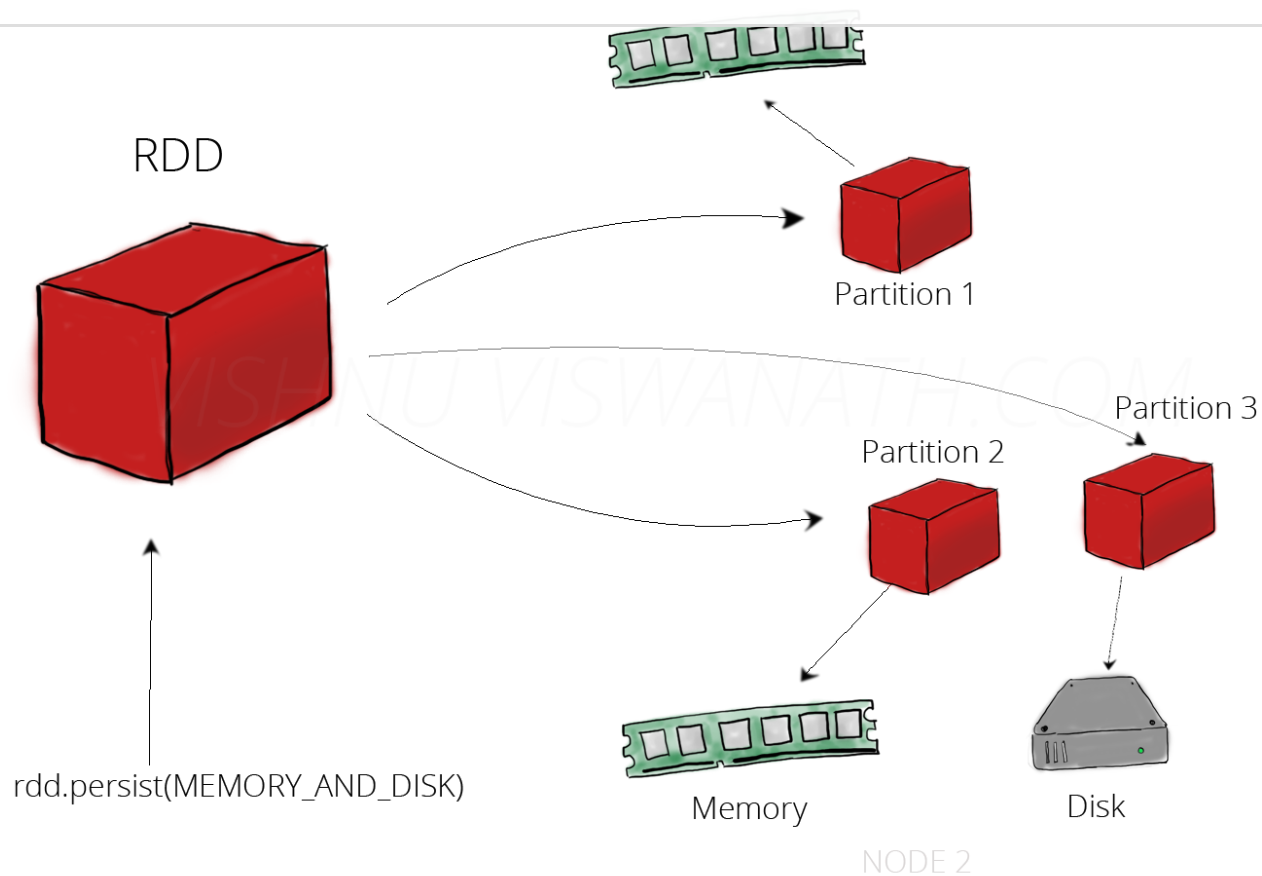 RDD
Partition 1
VISHNU VISWANATH.COM
Partition 3
Partition 2
rdd.persist(MEMORY_AND_DISK)
Memory
Disk
NODE 2